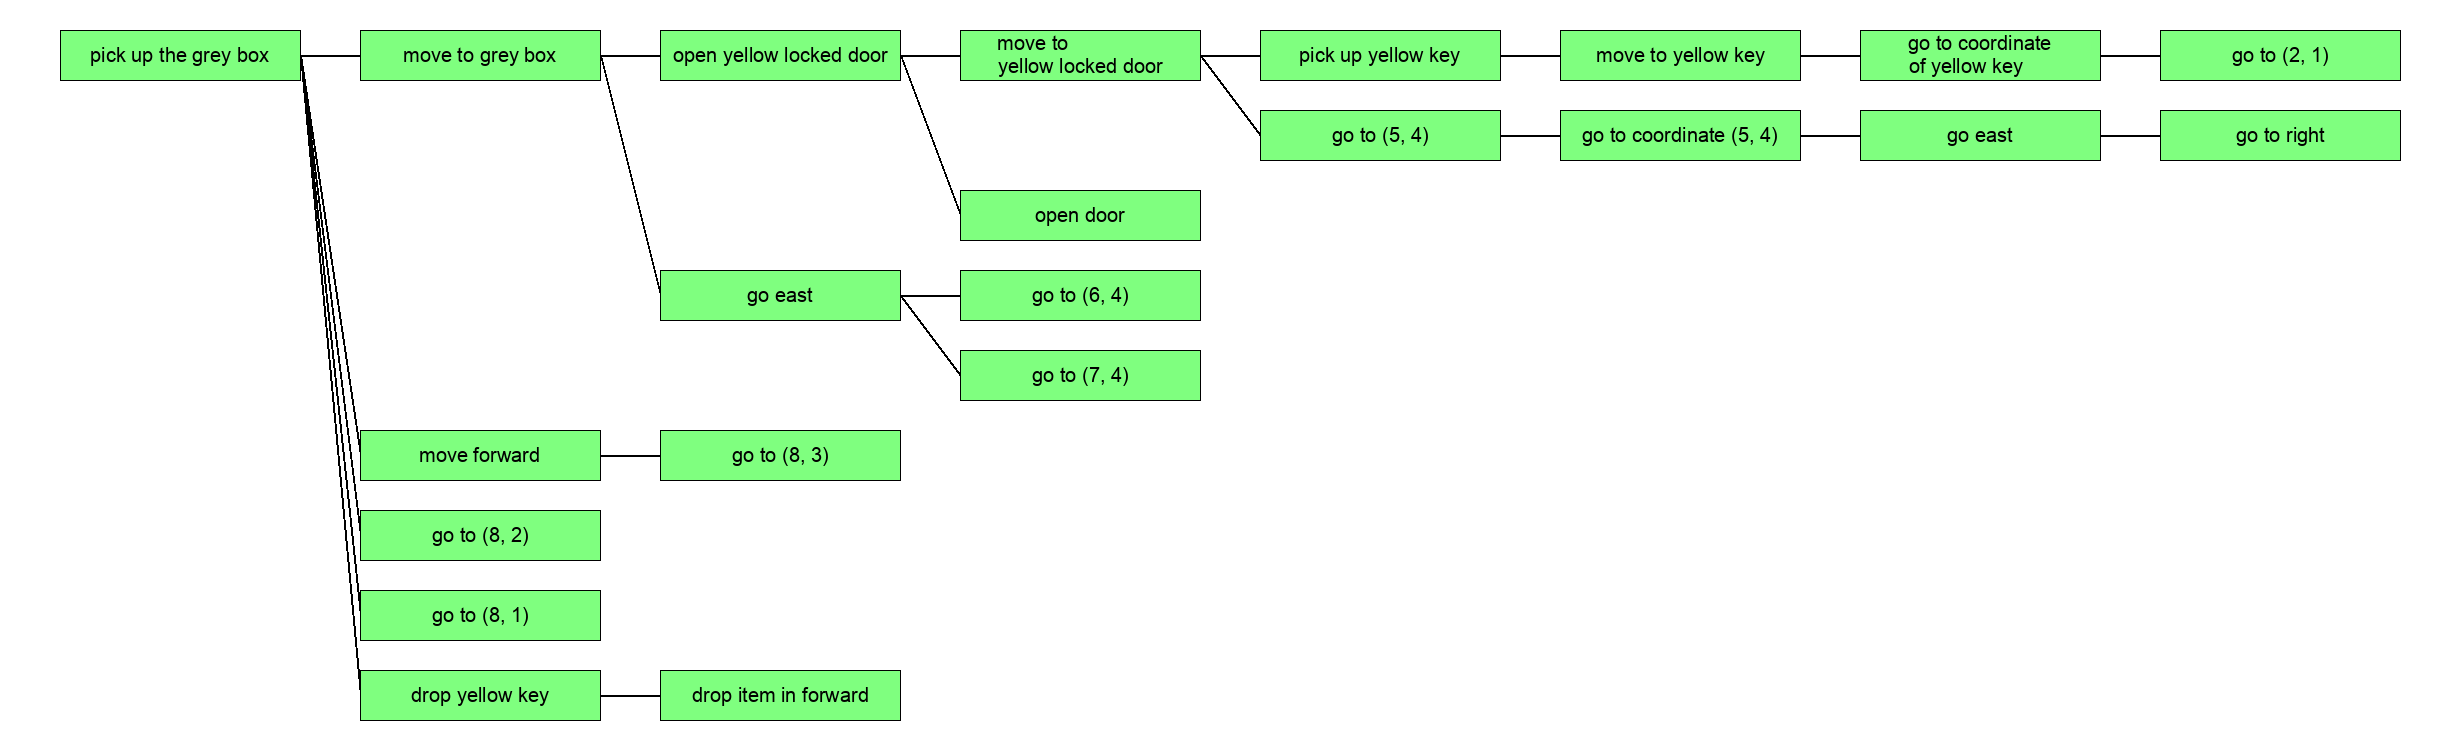 pick up the grey box
move to grey box
open yellow locked door
move to
yellow locked door
pick up yellow key
move to yellow key
go to coordinate
of yellow key
go to (2, 1)
go to (5, 4)
go to coordinate (5, 4)
go east
go to right
open door
go east
go to (6, 4)
go to (7, 4)
move forward
go to (8, 3)
go to (8, 2)
go to (8, 1)
drop yellow key
drop item in forward